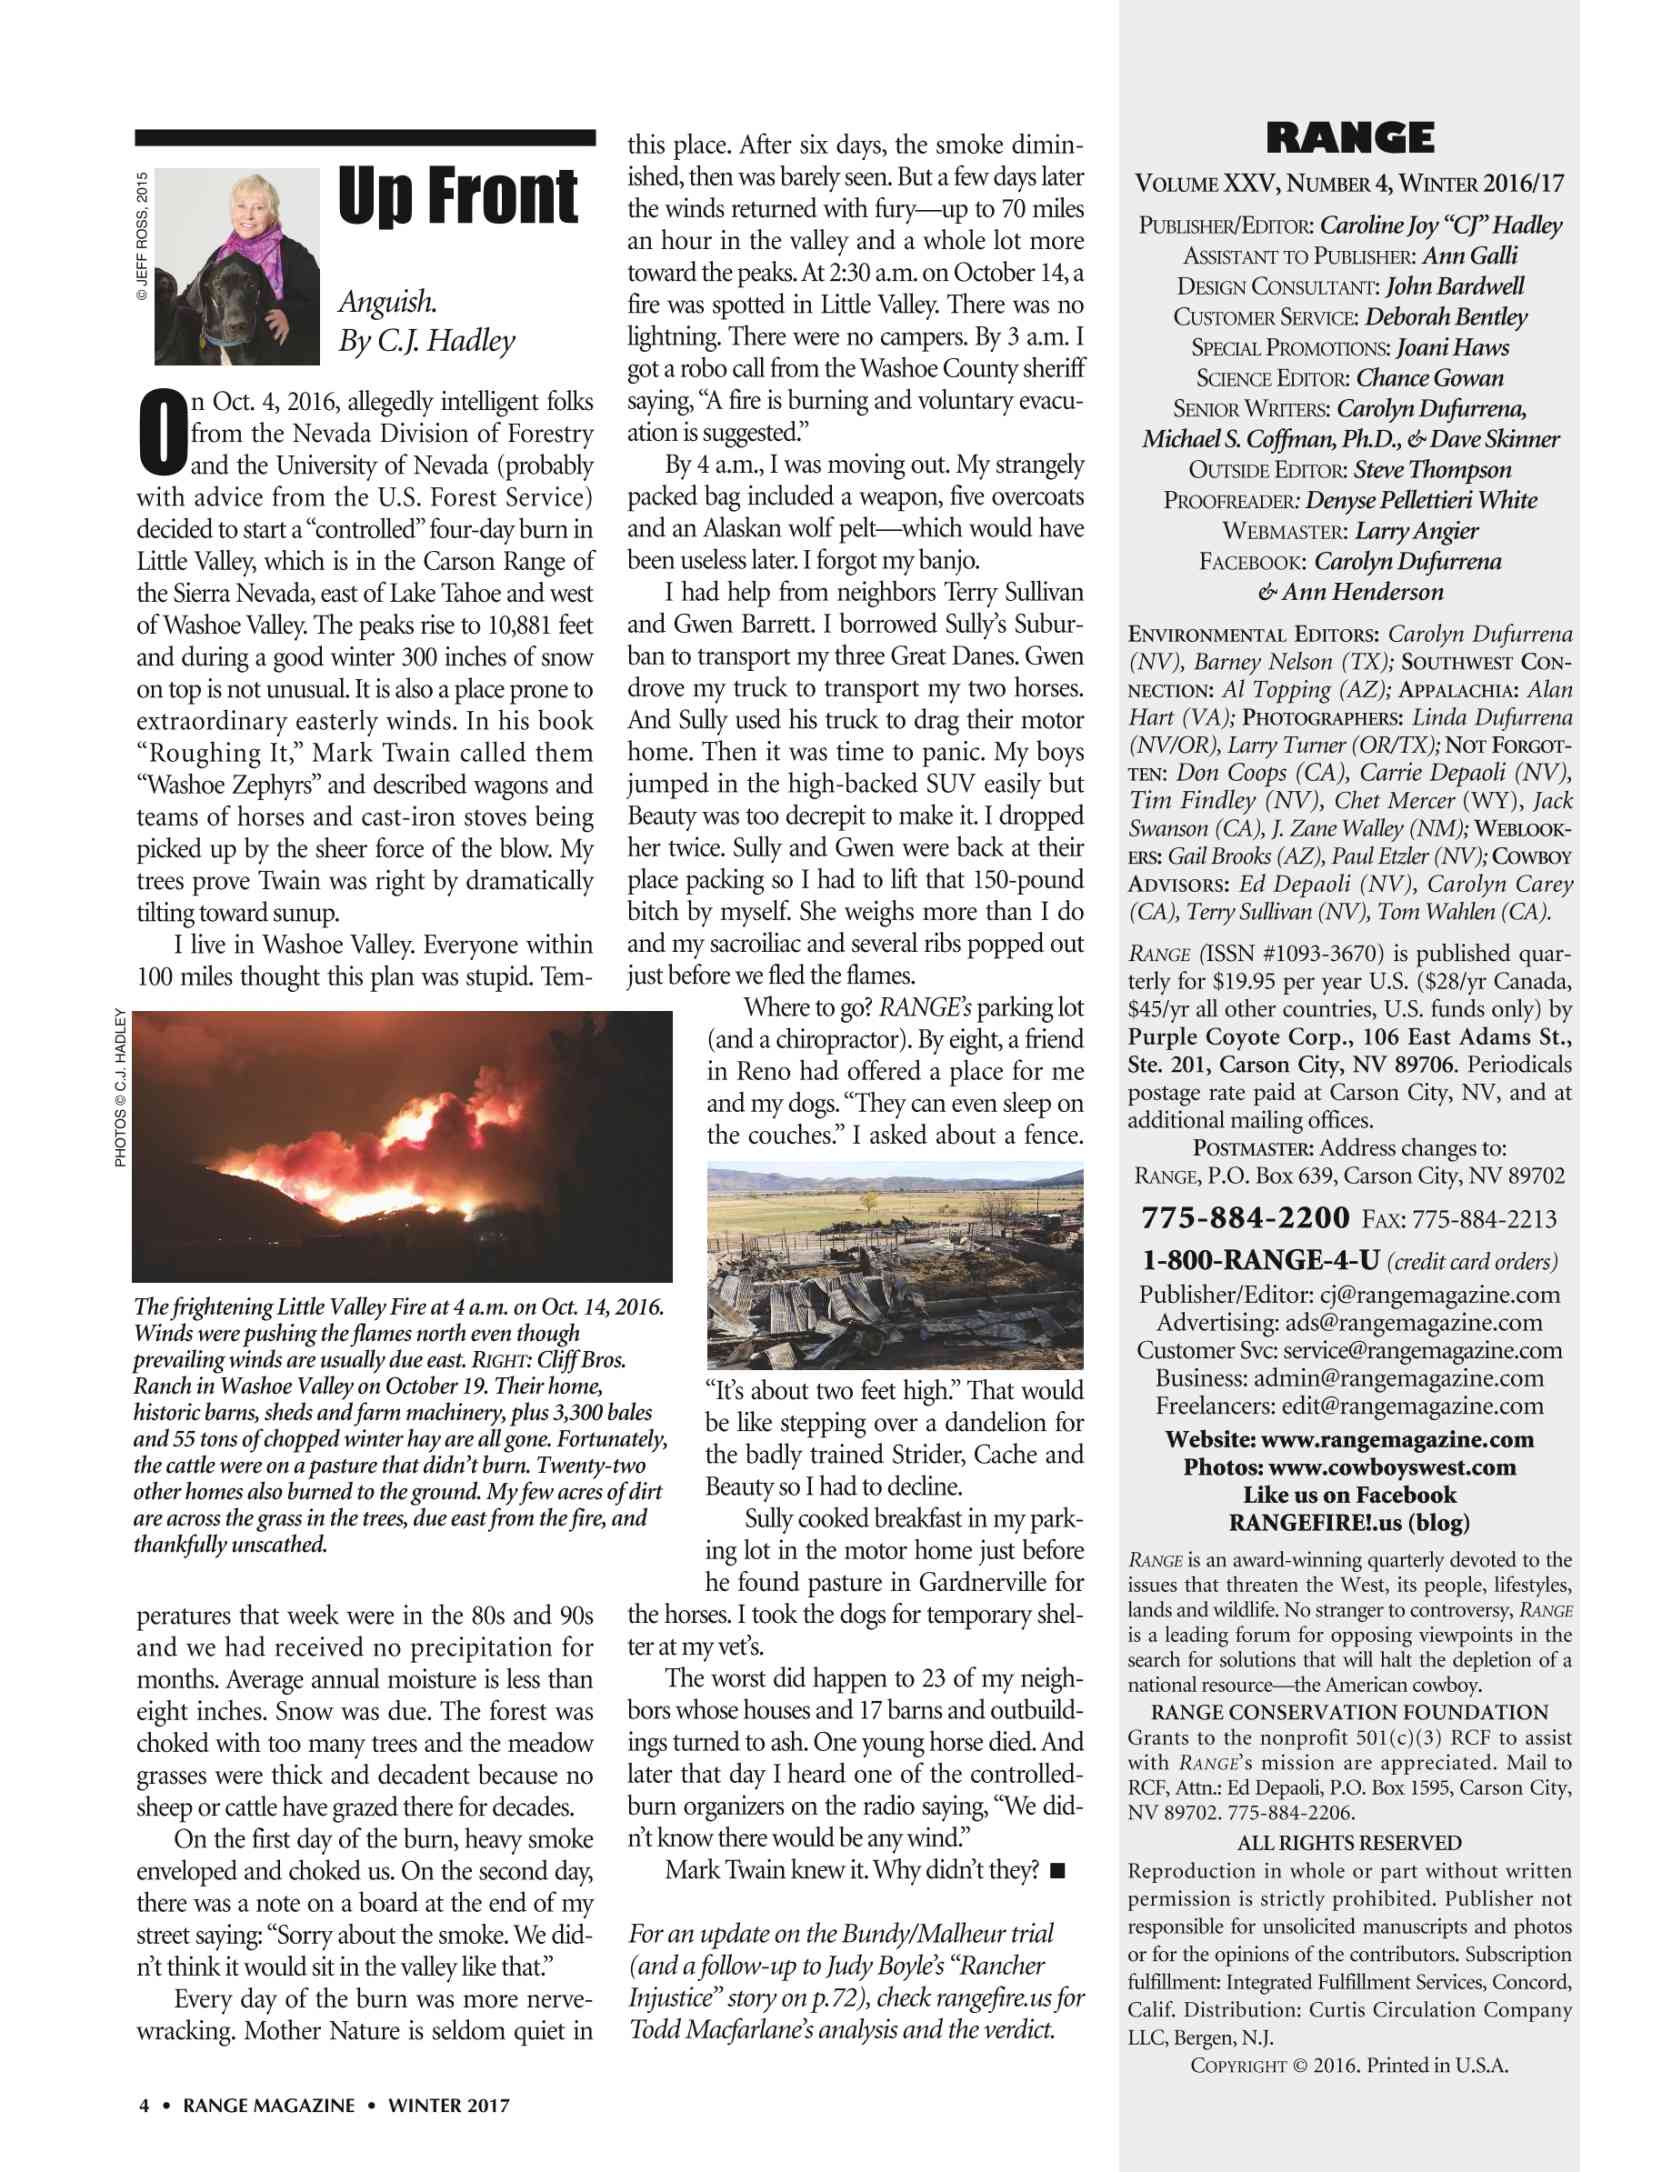 © JEFF ROSS, 2015
Up Front
Anguish.
By C.J. Hadley
On Oct. 4, 2016, allegedly intelligent folks
from the Nevada Division of Forestry
and the University of Nevada (probably
with advice from the U.S. Forest Service)
decided to start a “controlled” four-day burn in
Little Valley, which is in the Carson Range of
the Sierra Nevada, east of Lake Tahoe and west
of Washoe Valley. The peaks rise to 10,881 feet
and during a good winter 300 inches of snow
on top is not unusual. It is also a place prone to
extraordinary easterly winds. In his book
“Roughing It,” Mark Twain called them
“Washoe Zephyrs” and described wagons and
teams of horses and cast-iron stoves being
picked up by the sheer force of the blow. My
trees prove Twain was right by dramatically
tilting toward sunup.
I live in Washoe Valley. Everyone within
100 miles thought this plan was stupid. Tem-
PHOTOS © C.J. HADLEY
The frightening Little Valley Fire at 4 a.m. on Oct. 14, 2016.
Winds were pushing the flames north even though
prevailing winds are usually due east. RIGHT: Cliff Bros.
Ranch in Washoe Valley on October 19. Their home,
historic barns, sheds and farm machinery, plus 3,300 bales
and 55 tons of chopped winter hay are all gone. Fortunately,
the cattle were on a pasture that didn’t burn. Twenty-two
other homes also burned to the ground. My few acres of dirt
are across the grass in the trees, due east from the fire, and
thankfully unscathed.
peratures that week were in the 80s and 90s
and we had received no precipitation for
months. Average annual moisture is less than
eight inches. Snow was due. The forest was
choked with too many trees and the meadow
grasses were thick and decadent because no
sheep or cattle have grazed there for decades.
On the first day of the burn, heavy smoke
enveloped and choked us. On the second day,
there was a note on a board at the end of my
street saying: “Sorry about the smoke. We did-
n’t think it would sit in the valley like that.”
Every day of the burn was more nerve-
wracking. Mother Nature is seldom quiet in
this place. After six days, the smoke dimin-
ished, then was barely seen. But a few days later
the winds returned with fury—up to 70 miles
an hour in the valley and a whole lot more
toward the peaks. At 2:30 a.m. on October 14, a
fire was spotted in Little Valley. There was no
lightning. There were no campers. By 3 a.m. I
got a robo call from the Washoe County sheriff
saying, “A fire is burning and voluntary evacu-
ation is suggested.”
By 4 a.m., I was moving out. My strangely
packed bag included a weapon, five overcoats
and an Alaskan wolf pelt—which would have
been useless later. I forgot my banjo.
I had help from neighbors Terry Sullivan
and Gwen Barrett. I borrowed Sully’s Subur-
ban to transport my three Great Danes. Gwen
drove my truck to transport my two horses.
And Sully used his truck to drag their motor
home. Then it was time to panic. My boys
jumped in the high-backed SUV easily but
Beauty was too decrepit to make it. I dropped
her twice. Sully and Gwen were back at their
place packing so I had to lift that 150-pound
bitch by myself. She weighs more than I do
and my sacroiliac and several ribs popped out
just before we fled the flames.
Where to go? RANGE’s parking lot
(and a chiropractor). By eight, a friend
in Reno had offered a place for me
and my dogs. “They can even sleep on
the couches.” I asked about a fence.
“It’s about two feet high.” That would
be like stepping over a dandelion for
the badly trained Strider, Cache and
Beauty so I had to decline.
Sully cooked breakfast in my park-
ing lot in the motor home just before
he found pasture in Gardnerville for
the horses. I took the dogs for temporary shel-
ter at my vet’s.
The worst did happen to 23 of my neigh-
bors whose houses and 17 barns and outbuild-
ings turned to ash. One young horse died. And
later that day I heard one of the controlled-
burn organizers on the radio saying, “We did-
n’t know there would be any wind.”
Mark Twain knew it. Why didn’t they? ■
For an update on the Bundy/Malheur trial
(and a follow-up to Judy Boyle’s “Rancher
Injustice” story on p.72), check rangefire.us for
Todd Macfarlane’s analysis and the verdict.
RANGE
VOLUME XXV, NUMBER 4, WINTER 2016/17
PUBLISHER/EDITOR: Caroline Joy “CJ” Hadley
ASSISTANT TO PUBLISHER: Ann Galli
DESIGN CONSULTANT: John Bardwell
CUSTOMER SERVICE: Deborah Bentley
SPECIAL PROMOTIONS: Joani Haws
SCIENCE EDITOR: Chance Gowan
SENIOR WRITERS: Carolyn Dufurrena,
Michael S. Coffman, Ph.D., & Dave Skinner
OUTSIDE EDITOR: Steve Thompson
PROOFREADER: Denyse Pellettieri White
WEBMASTER: Larry Angier
FACEBOOK: Carolyn Dufurrena
& Ann Henderson
ENVIRONMENTAL EDITORS: Carolyn Dufurrena
(NV), Barney Nelson (TX); SOUTHWEST CON-
NECTION: Al Topping (AZ); APPALACHIA: Alan
Hart (VA); PHOTOGRAPHERS: Linda Dufurrena
(NV/OR), Larry Turner (OR/TX); NOT FORGOT-
TEN: Don Coops (CA), Carrie Depaoli (NV),
Tim Findley (NV), Chet Mercer (WY), Jack
Swanson (CA), J. Zane Walley (NM); WEBLOOK-
ERS: Gail Brooks (AZ), Paul Etzler (NV); COWBOY
ADVISORS: Ed Depaoli (NV), Carolyn Carey
(CA), Terry Sullivan (NV), Tom Wahlen (CA).
RANGE (ISSN #1093-3670) is published quar-
terly for $19.95 per year U.S. ($28/yr Canada,
$45/yr all other countries, U.S. funds only) by
Purple Coyote Corp., 106 East Adams St.,
Ste. 201, Carson City, NV 89706. Periodicals
postage rate paid at Carson City, NV, and at
additional mailing offices.
POSTMASTER: Address changes to:
RANGE, P.O. Box 639, Carson City, NV 89702
775-884-2200 FAX: 775-884-2213
1-800-RANGE-4-U (credit card orders)
Publisher/Editor: cj@rangemagazine.com
Advertising: ads@rangemagazine.com
Customer Svc: service@rangemagazine.com
Business: admin@rangemagazine.com
Freelancers: edit@rangemagazine.com
Website: www.rangemagazine.com
Photos: www.cowboyswest.com
Like us on Facebook
RANGEFIRE!.us (blog)
RANGE is an award-winning quarterly devoted to the
issues that threaten the West, its people, lifestyles,
lands and wildlife. No stranger to controversy, RANGE
is a leading forum for opposing viewpoints in the
search for solutions that will halt the depletion of a
national resource—the American cowboy.
RANGE CONSERVATION FOUNDATION
Grants to the nonprofit 501(c)(3) RCF to assist
with RANGE’s mission are appreciated. Mail to
RCF, Attn.: Ed Depaoli, P.O. Box 1595, Carson City,
NV 89702. 775-884-2206.
ALL RIGHTS RESERVED
Reproduction in whole or part without written
permission is strictly prohibited. Publisher not
responsible for unsolicited manuscripts and photos
or for the opinions of the contributors. Subscription
fulfillment: Integrated Fulfillment Services, Concord,
Calif. Distribution: Curtis Circulation Company
LLC, Bergen, N.J.
COPYRIGHT © 2016. Printed in U.S.A.
4 • RANGE MAGAZINE • WINTER 2017